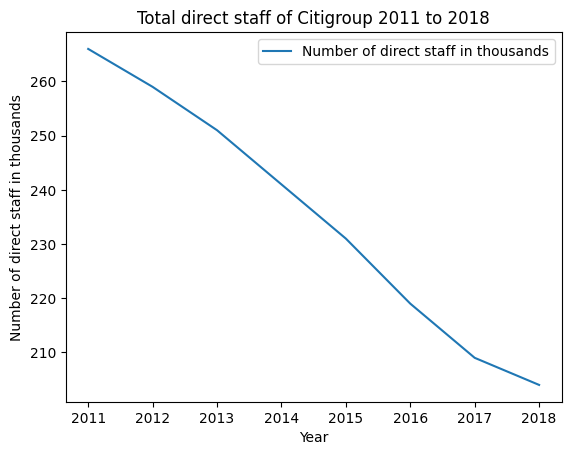 Total direct staff of Citigroup 2011 to 2018
Number of direct staff in thousands
Number of direct staff in thousands
260
250
240
230
220
210
2011 2012 2013 2014 2015 2016 2017 2018
Year